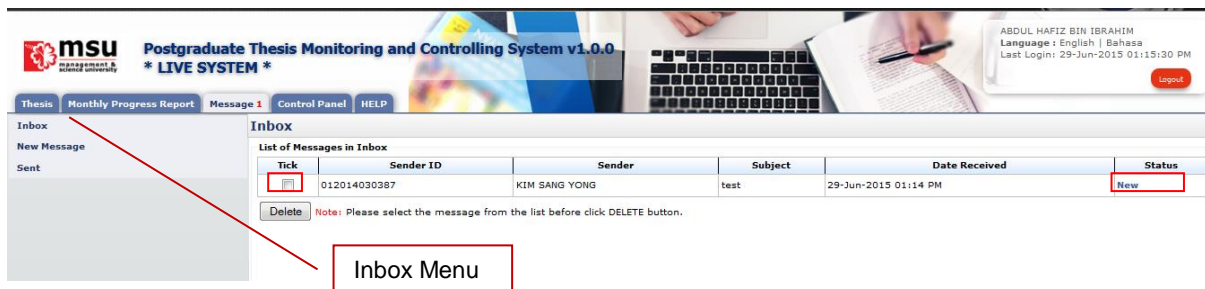 msu
management &
science university
Postgraduate Thesis Monitoring and Controlling System v1.0.0
* LIVE SYSTEM *
ABDUL HAFIZ BIN IBRAHIM
Language : English | Bahasa
Last Login: 29-Jun-2015 01:15:30 PM
Logout
Thesis Monthly Progress Report Message 1 Control Panel HELP
Inbox
New Message
Sent
Inbox
List of Messages in Inbox
Tick Sender ID Sender Subject Date Received Status
012014030387 KIM SANG YONG test 29-Jun-2015 01:14 PM New
Delete Note: Please select the message from the list before click DELETE button.
Inbox Menu